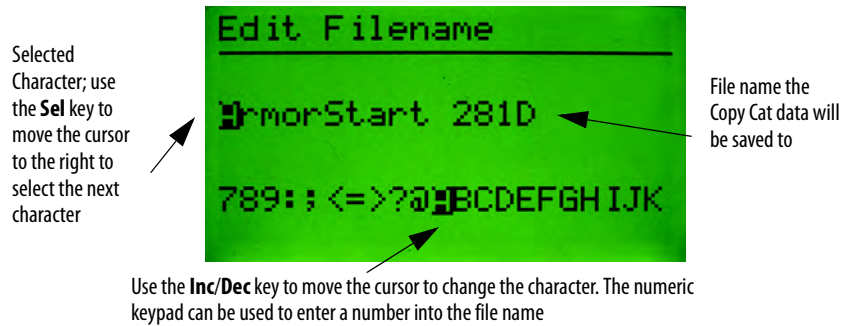 Edit Filename
Selected
Character; use
the Sel key to
move the cursor
to the right to
select the next
character
ArmorStart 281D
File name the
Copy Cat data will
be saved to
789:;<=>?@ABCDEFGHIJK
Use the Inc/Dec key to move the cursor to change the character. The numeric
keypad can be used to enter a number into the file name